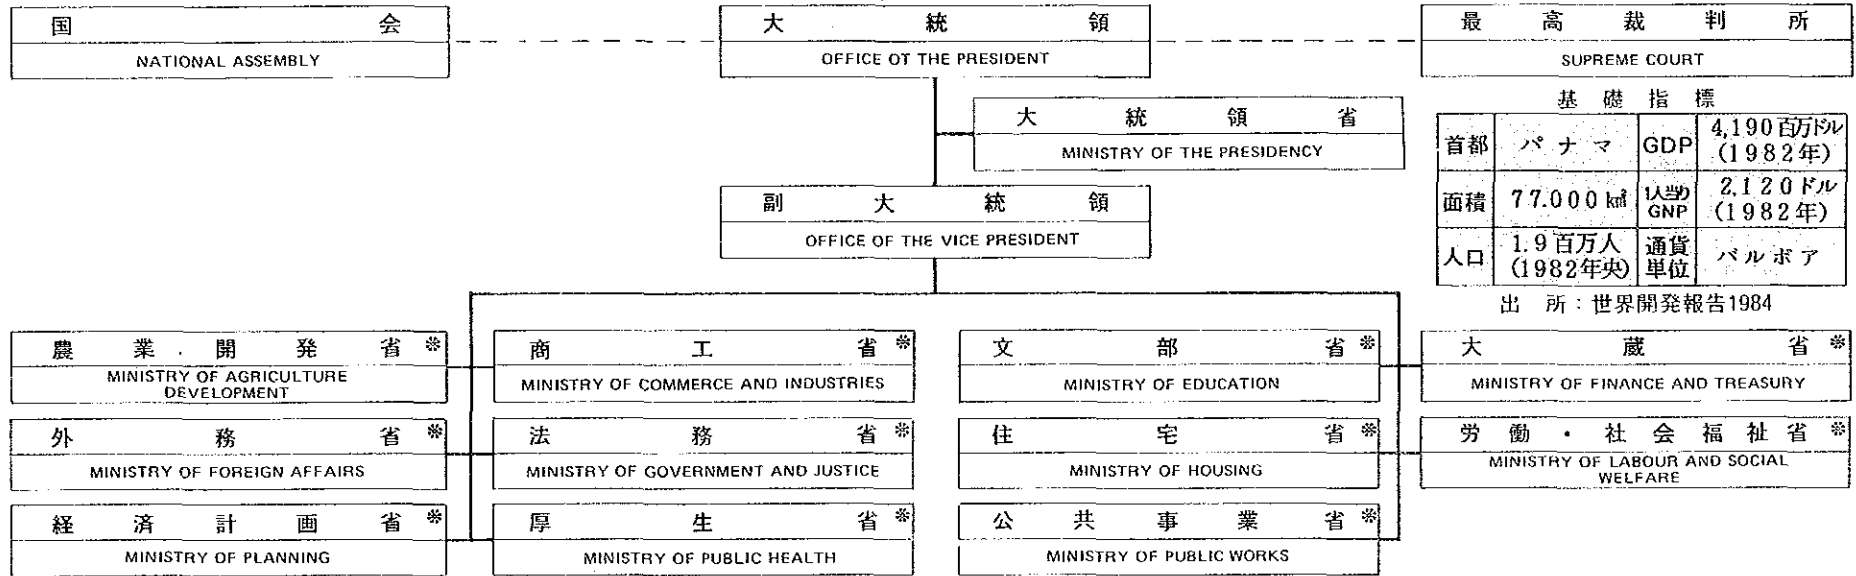 国会
NATIONAL ASSEMBLY
大統領
OFFICE OT THE PRESIDENT
最高裁判所
SUPREME COURT
大統領省
MINISTRY OF THE PRESIDENCY
副大統領
OFFICE OF THE VICE PRESIDENT
基礎指標
首都 パナマ GDP 4,190百万ドル
(1982年)
面積 77.000㎢ 1人当り
GNP 2,120ドル
(1982年)
人口 1.9百万人
(1982年央) 通貨
単位 バルボア
出所：世界開発報告1984
農業・開発省※
MINISTRY OF AGRICULTURE
DEVELOPMENT
商工省※
MINISTRY OF COMMERCE AND INDUSTRIES
文部省※
MINISTRY OF EDUCATION
大蔵省※
MINISTRY OF FINANCE AND TREASURY
外務省※
MINISTRY OF FOREIGN AFFAIRS
法務省※
MINISTRY OF GOVERNMENT AND JUSTICE
住宅省※
MINISTRY OF HOUSING
労働・社会福祉省※
MINISTRY OF LABOUR AND SOCIAL
WELFARE
経済計画省※
MINISTRY OF PLANNING
厚生省※
MINISTRY OF PUBLIC HEALTH
公共事業省※
MINISTRY OF PUBLIC WORKS